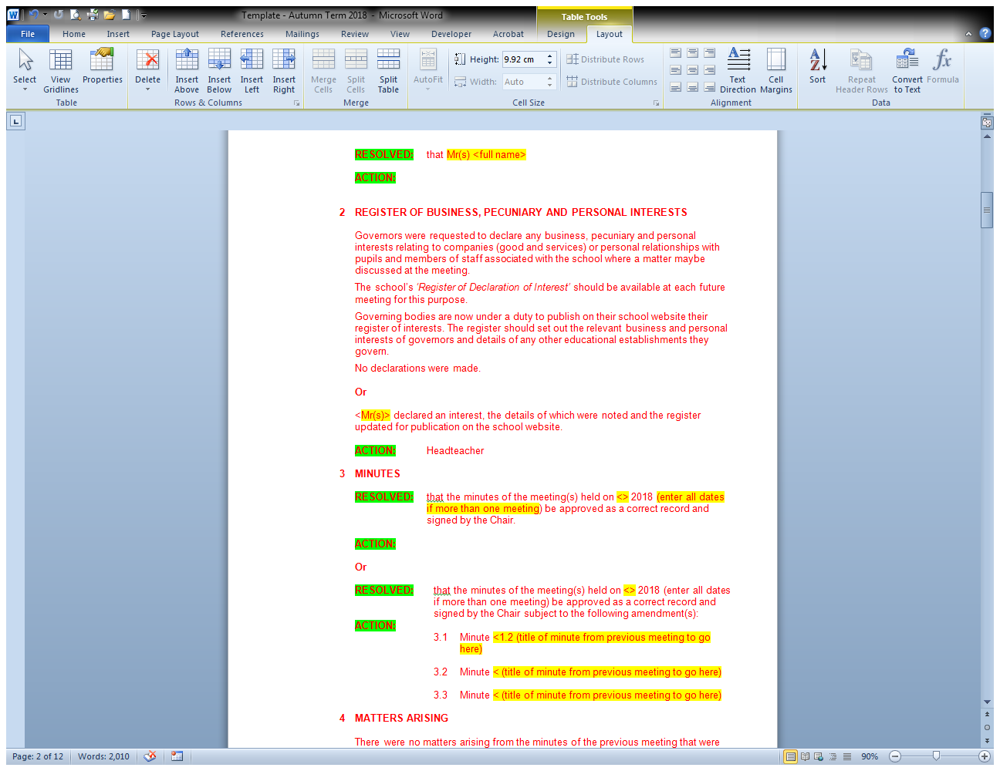 Template - Autumn Term 2018 - Microsoft Word
Table Tools
File Home Insert Page Layout References Mailings Review View Developer Acrobat Design Layout
Select View Gridlines Properties
Table
Delete Insert Above Insert Below Insert Left Insert Right
Rows & Columns
Merge Cells Split Cells Split Table
Merge
AutoFit Height: 9.92 cm Distribute Rows
Width: Auto Distribute Columns
Cell Size
Text Direction Cell Margins
Alignment
Sort Repeat Header Rows Convert to Text Formula
Data
RESOLVED: that Mr(s) <full name>
ACTION:
2 REGISTER OF BUSINESS, PECUNIARY AND PERSONAL INTERESTS
Governors were requested to declare any business, pecuniary and personal
interests relating to companies (good and services) or personal relationships with
pupils and members of staff associated with the school where a matter maybe
discussed at the meeting.
The school's 'Register of Declaration of Interest' should be available at each future
meeting for this purpose.
Governing bodies are now under a duty to publish on their school website their
register of interests. The register should set out the relevant business and personal
interests of governors and details of any other educational establishments they
govern.
No declarations were made.
Or
<Mr(s)> declared an interest, the details of which were noted and the register
updated for publication on the school website.
ACTION: Headteacher
3 MINUTES
RESOLVED: that the minutes of the meeting(s) held on <> 2018 (enter all dates
if more than one meeting) be approved as a correct record and
signed by the Chair.
ACTION:
Or
RESOLVED: that the minutes of the meeting(s) held on <> 2018 (enter all dates
if more than one meeting) be approved as a correct record and
signed by the Chair subject to the following amendment(s):
ACTION:
3.1 Minute <1.2 (title of minute from previous meeting to go
here)
3.2 Minute < (title of minute from previous meeting to go here)
3.3 Minute < (title of minute from previous meeting to go here)
4 MATTERS ARISING
There were no matters arising from the minutes of the previous meeting that were
Page: 2 of 12 Words: 2,010 90%